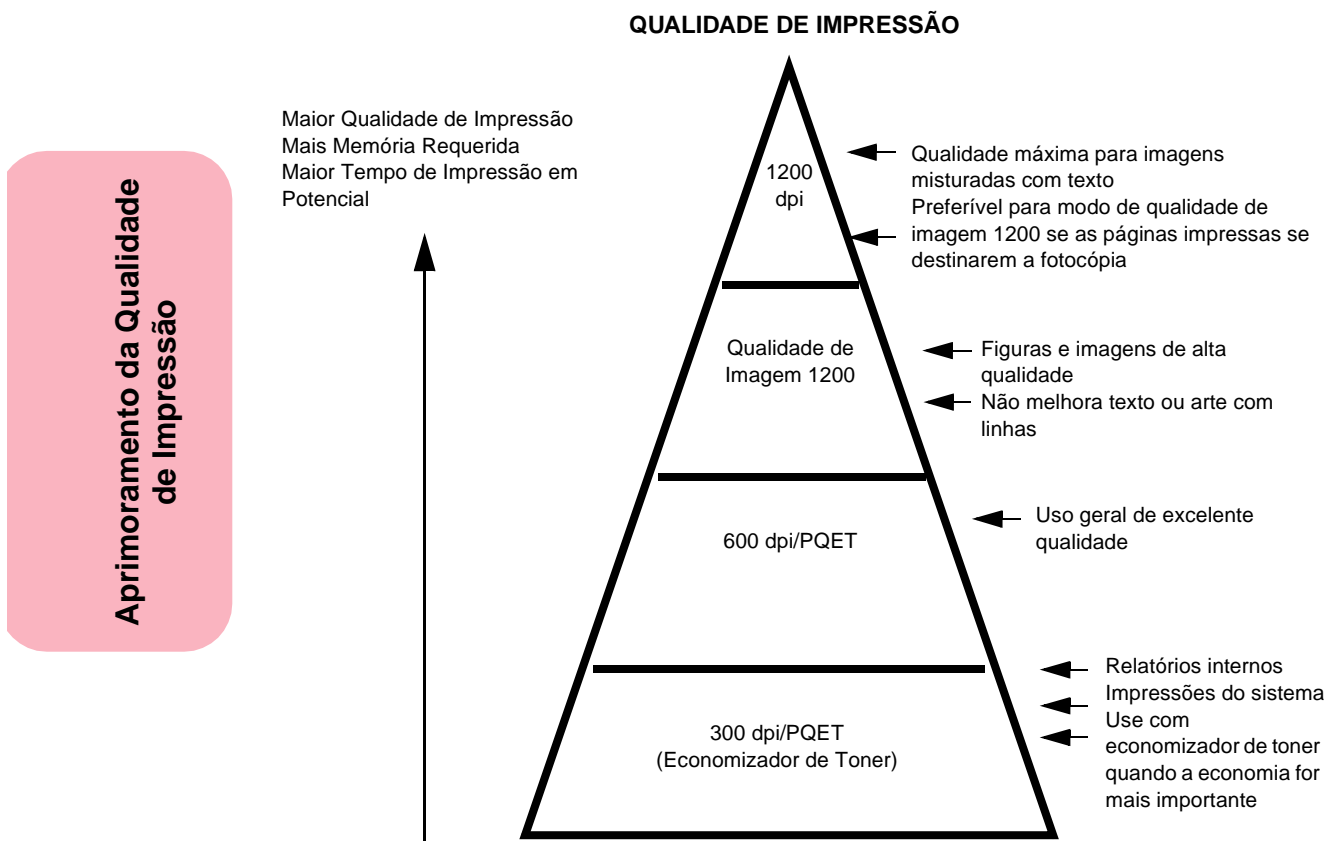 QUALIDADE DE IMPRESSÃO
Aprimoramento da Qualidade
de Impressão
Maior Qualidade de Impressão
Mais Memória Requerida
Maior Tempo de Impressão em
Potencial
1200
dpi
Qualidade máxima para imagens
misturadas com texto
Preferível para modo de qualidade de
imagem 1200 se as páginas impressas se
destinarem a fotocópia
Qualidade de
Imagem 1200
Figuras e imagens de alta
qualidade
Não melhora texto ou arte com
linhas
600 dpi/PQET
Uso geral de excelente
qualidade
300 dpi/PQET
(Economizador de Toner)
Relatórios internos
Impressões do sistema
Use com
economizador de toner
quando a economia for
mais importante